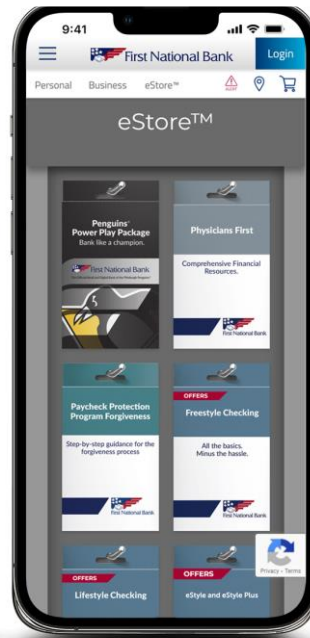 9:41
First National Bank
Login
Personal Business eStore™
eStore™
Penguins®
Power Play Package
Bank like a champion.
First National Bank
Physicians First
Comprehensive Financial
Resources.
First National Bank
Paycheck Protection
Program Forgiveness
Step-by-step guidance for the
forgiveness process
First National Bank
OFFERS
Freestyle Checking
All the basics.
Minus the hassle.
First National Bank
OFFERS
Lifestyle Checking
OFFERS
eStyle and eStyle Plus
Privacy - Terms